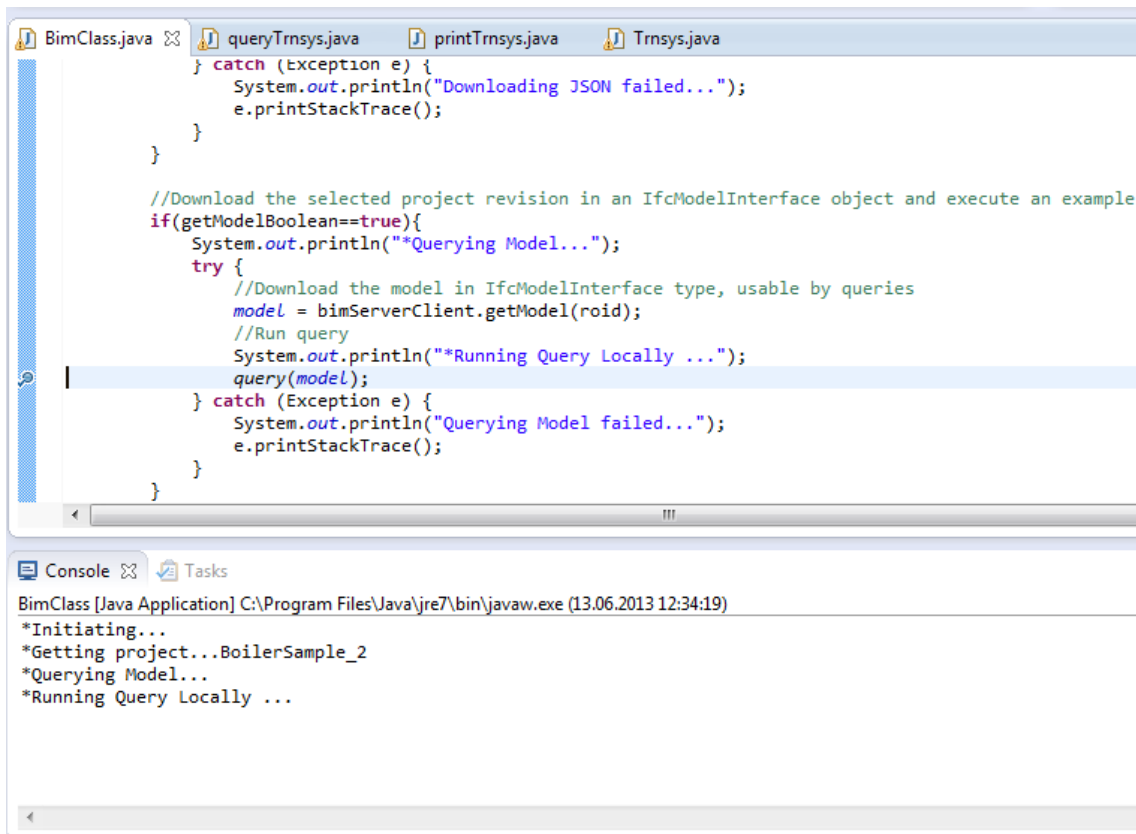 BimClass.java queryTrnsys.java printTrnsys.java Trnsys.java
} catch (Exception e) {
System.out.println("Downloading JSON failed...");
e.printStackTrace();
}
}
//Download the selected project revision in an IfcModelInterface object and execute an example
if(getModelBoolean==true){
System.out.println("*Querying Model...");
try {
//Download the model in IfcModelInterface type, usable by queries
model = bimServerClient.getModel(roid);
//Run query
System.out.println("*Running Query Locally ...");
query(model);
} catch (Exception e) {
System.out.println("Querying Model failed...");
e.printStackTrace();
}
}
Console Tasks
BimClass [Java Application] C:\Program Files\Java\jre7\bin\javaw.exe (13.06.2013 12:34:19)
*Initiating...
*Getting project...BoilerSample_2
*Querying Model...
*Running Query Locally ...